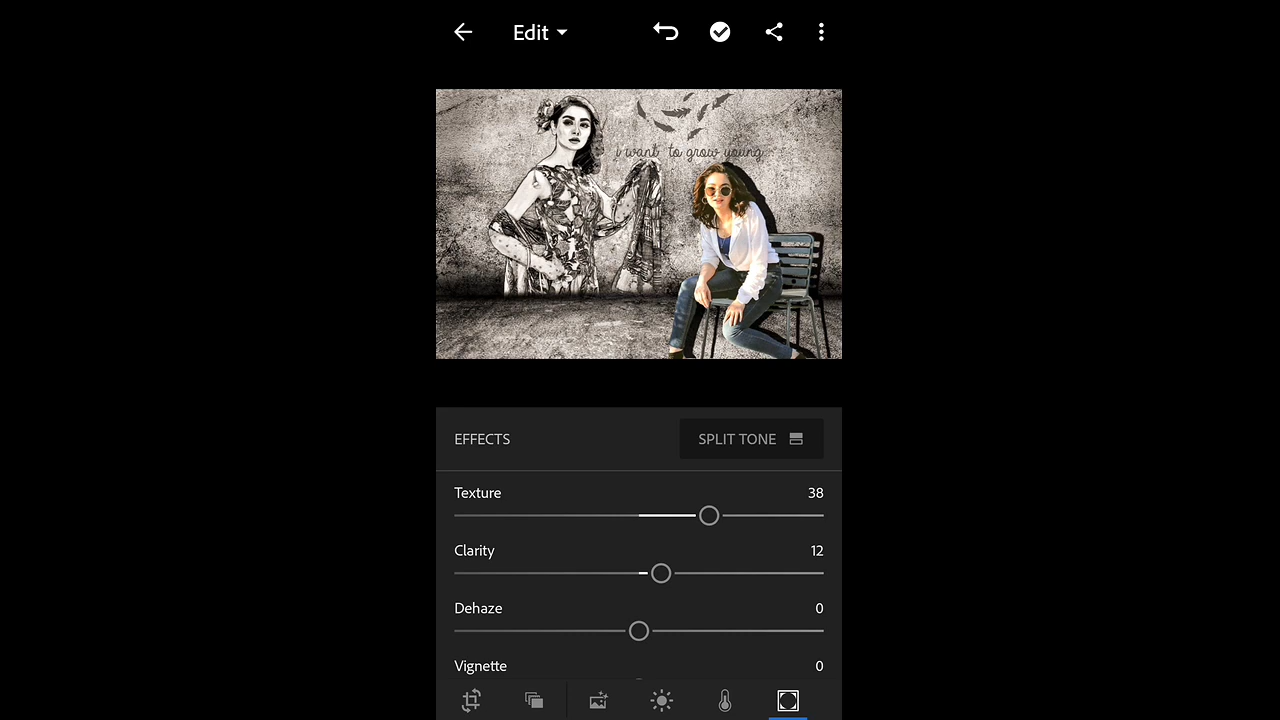 Edit
i want to grow young
EFFECTS
SPLIT TONE
Texture 38
Clarity 12
Dehaze 0
Vignette 0